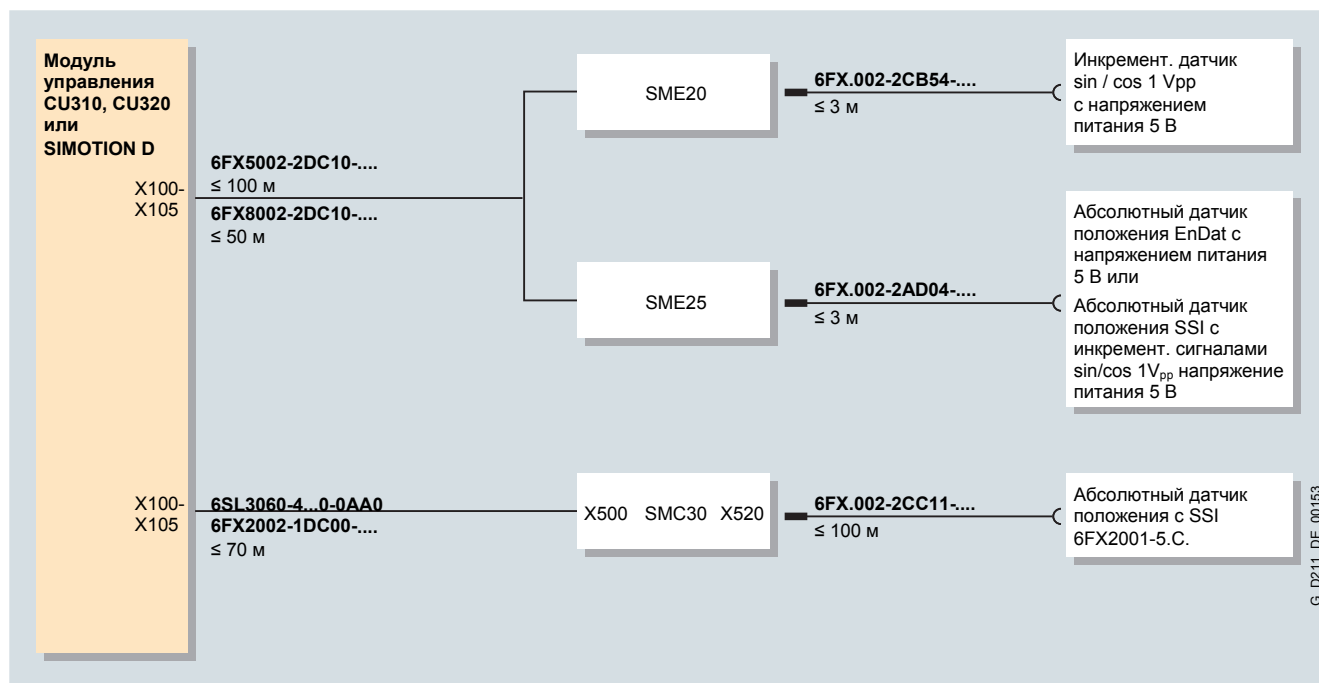 Модуль
управления
CU310, CU320
или
SIMOTION D
X100-
X105
6FX5002-2DC10-....
≤ 100 м
6FX8002-2DC10-....
≤ 50 м
SME20
6FX.002-2CB54-....
≤ 3 м
Инкремент. датчик
sin / cos 1 Vpp
с напряжением
питания 5 В
SME25
6FX.002-2AD04-....
≤ 3 м
Абсолютный датчик
положения EnDat с
напряжением питания
5 В или
Абсолютный датчик
положения SSI с
инкремент. сигналами
sin/cos 1Vpp напряжение
питания 5 В
X100-
X105
6SL3060-4...0-0AA0
6FX2002-1DC00-....
≤ 70 м
X500 SMC30 X520
6FX.002-2CC11-....
≤ 100 м
Абсолютный датчик
положения с SSI
6FX2001-5.C.
G_D211_DE_00153